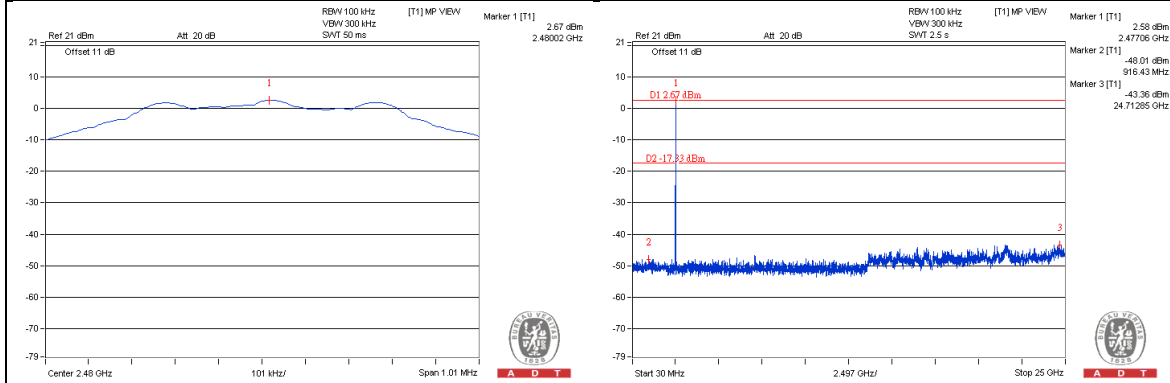 RBW 100 kHz [T1] MP VIEW
VBW 300 kHz
Ref 21 dBm Att 20 dB SWT 50 ms
Marker 1 [T1]
2.67 dBm
2.48002 GHz
21
Offset 11 dB
10
0
-10
-20
-30
-40
-50
-60
-70
-79
1
Center 2.48 GHz 101 kHz/ Span 1.01 MHz
BUREAU VERITAS
1828
A D T
RBW 100 kHz [T1] MP VIEW
VBW 300 kHz
Ref 21 dBm Att 20 dB SWT 2.5 s
Marker 1 [T1]
2.58 dBm
2.47706 GHz
Marker 2 [T1]
-48.01 dBm
916.43 MHz
Marker 3 [T1]
-43.36 dBm
24.71285 GHz
21
Offset 11 dB
10
0
-10
-20
-30
-40
-50
-60
-70
-79
1
D1 2.67 dBm
D2 -17.33 dBm
2
3
Start 30 MHz 2.497 GHz/ Stop 25 GHz
BUREAU VERITAS
1828
A D T